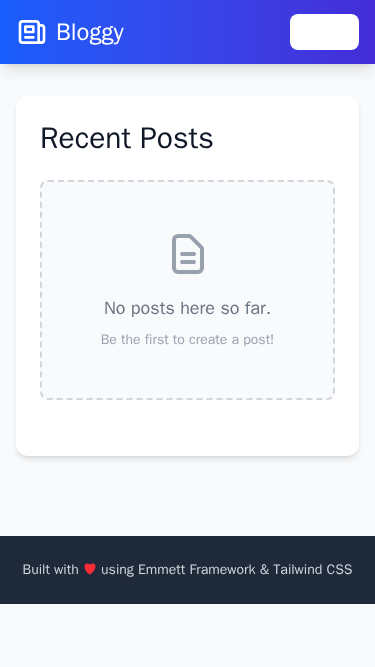 Bloggy
Recent Posts
No posts here so far.
Be the first to create a post!
Built with ❤️ using Emmett Framework & Tailwind CSS